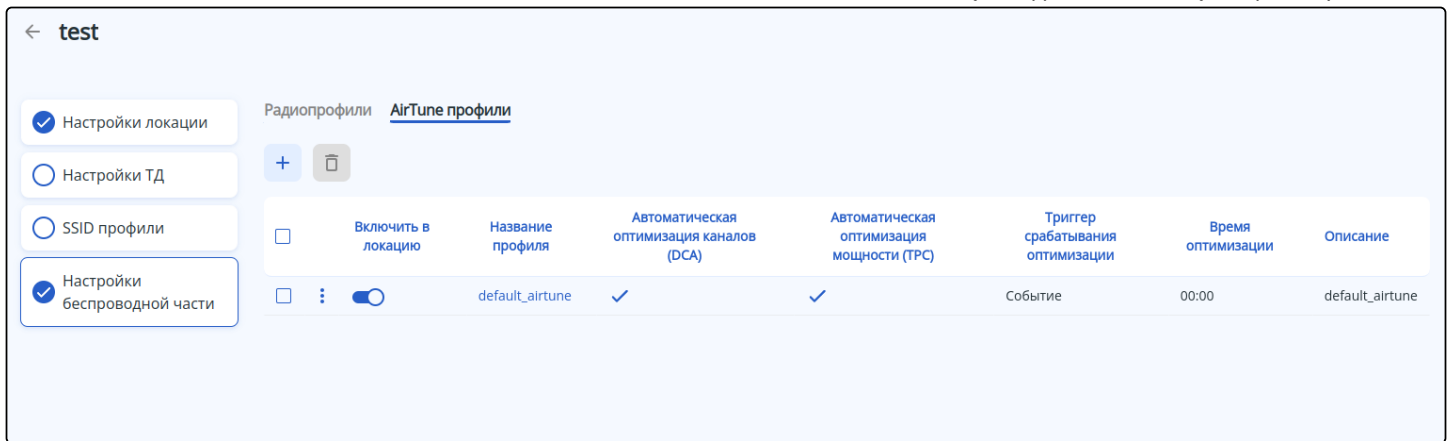 test
Настройки локации
Настройки ТД
SSID профили
Настройки
беспроводной части
Радиопрофили AirTune профили
Включить в
локацию
Название
профиля
Автоматическая
оптимизация каналов
(DCA)
Автоматическая
оптимизация
мощности (TPC)
Триггер
срабатывания
оптимизации
Время
оптимизации
Описание
default_airtune Событие 00:00 default_airtune